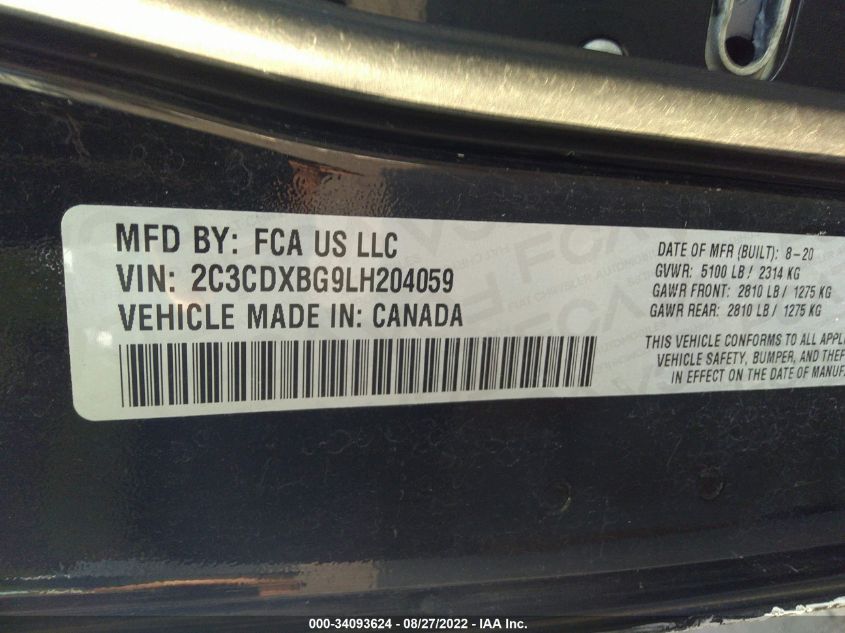 MFD BY: FCA US LLC
VIN: 2C3CDXBG9LH204059
VEHICLE MADE IN: CANADA
DATE OF MFR (BUILT): 8-20
GVWR: 5100 LB / 2314 KG
GAWR FRONT: 2810 LB / 1275 KG
GAWR REAR: 2810 LB / 1275 KG
THIS VEHICLE CONFORMS TO ALL APPL
VEHICLE SAFETY, BUMPER, AND THEF
IN EFFECT ON THE DATE OF MANUF
000-34093624 - 08/27/2022 - IAA Inc.